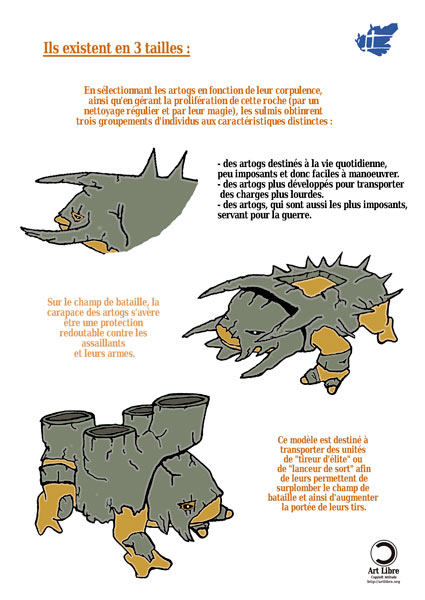 Ils existent en 3 tailles :
En sélectionnant les artogs en fonction de leur corpulence,
ainsi qu'en gérant la prolifération de cette roche (par un
nettoyage régulier et par leur magie), les sulmis obtinrent
trois groupements d'individus aux caractéristiques distinctes :
- des artogs destinés à la vie quotidienne,
peu imposants et donc faciles à manoeuvrer.
- des artogs plus développés pour transporter
des charges plus lourdes.
- des artogs, qui sont aussi les plus imposants,
servant pour la guerre.
Sur le champ de bataille, la
carapace des artogs s'avère
être une protection
redoutable contre les
assaillants
et leurs armes.
Ce modèle est destiné à
transporter des unités
de "tireur d'élite" ou
de "lanceur de sort" afin
de leurs permettent de
surplomber le champ de
bataille et ainsi d'augmenter
la portée de leurs tirs.
Art Libre
Copyleft Attitude
http://artlibre.org